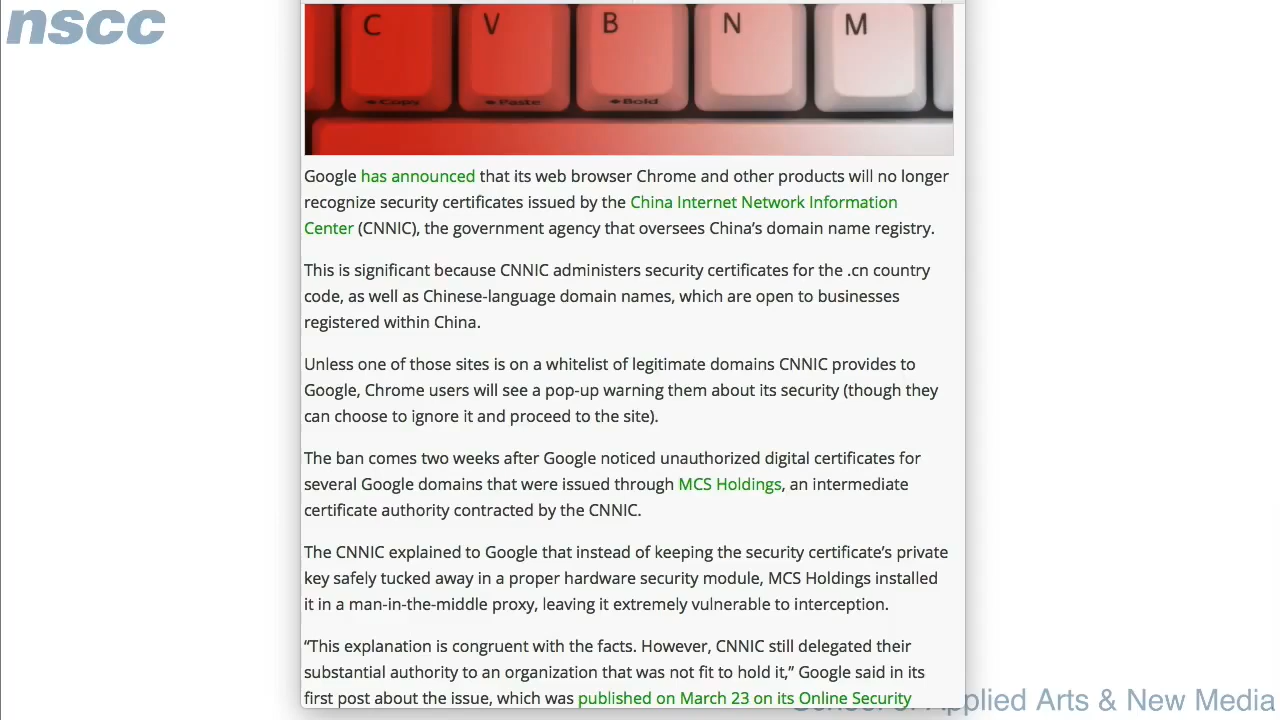 nscc
C V B N M
Copy Paste Bold
Google has announced that its web browser Chrome and other products will no longer
recognize security certificates issued by the China Internet Network Information
Center (CNNIC), the government agency that oversees China’s domain name registry.
This is significant because CNNIC administers security certificates for the .cn country
code, as well as Chinese-language domain names, which are open to businesses
registered within China.
Unless one of those sites is on a whitelist of legitimate domains CNNIC provides to
Google, Chrome users will see a pop-up warning them about its security (though they
can choose to ignore it and proceed to the site).
The ban comes two weeks after Google noticed unauthorized digital certificates for
several Google domains that were issued through MCS Holdings, an intermediate
certificate authority contracted by the CNNIC.
The CNNIC explained to Google that instead of keeping the security certificate’s private
key safely tucked away in a proper hardware security module, MCS Holdings installed
it in a man-in-the-middle proxy, leaving it extremely vulnerable to interception.
“This explanation is congruent with the facts. However, CNNIC still delegated their
substantial authority to an organization that was not fit to hold it,” Google said in its
first post about the issue, which was published on March 23 on its Online Security
Applied Arts & New Media